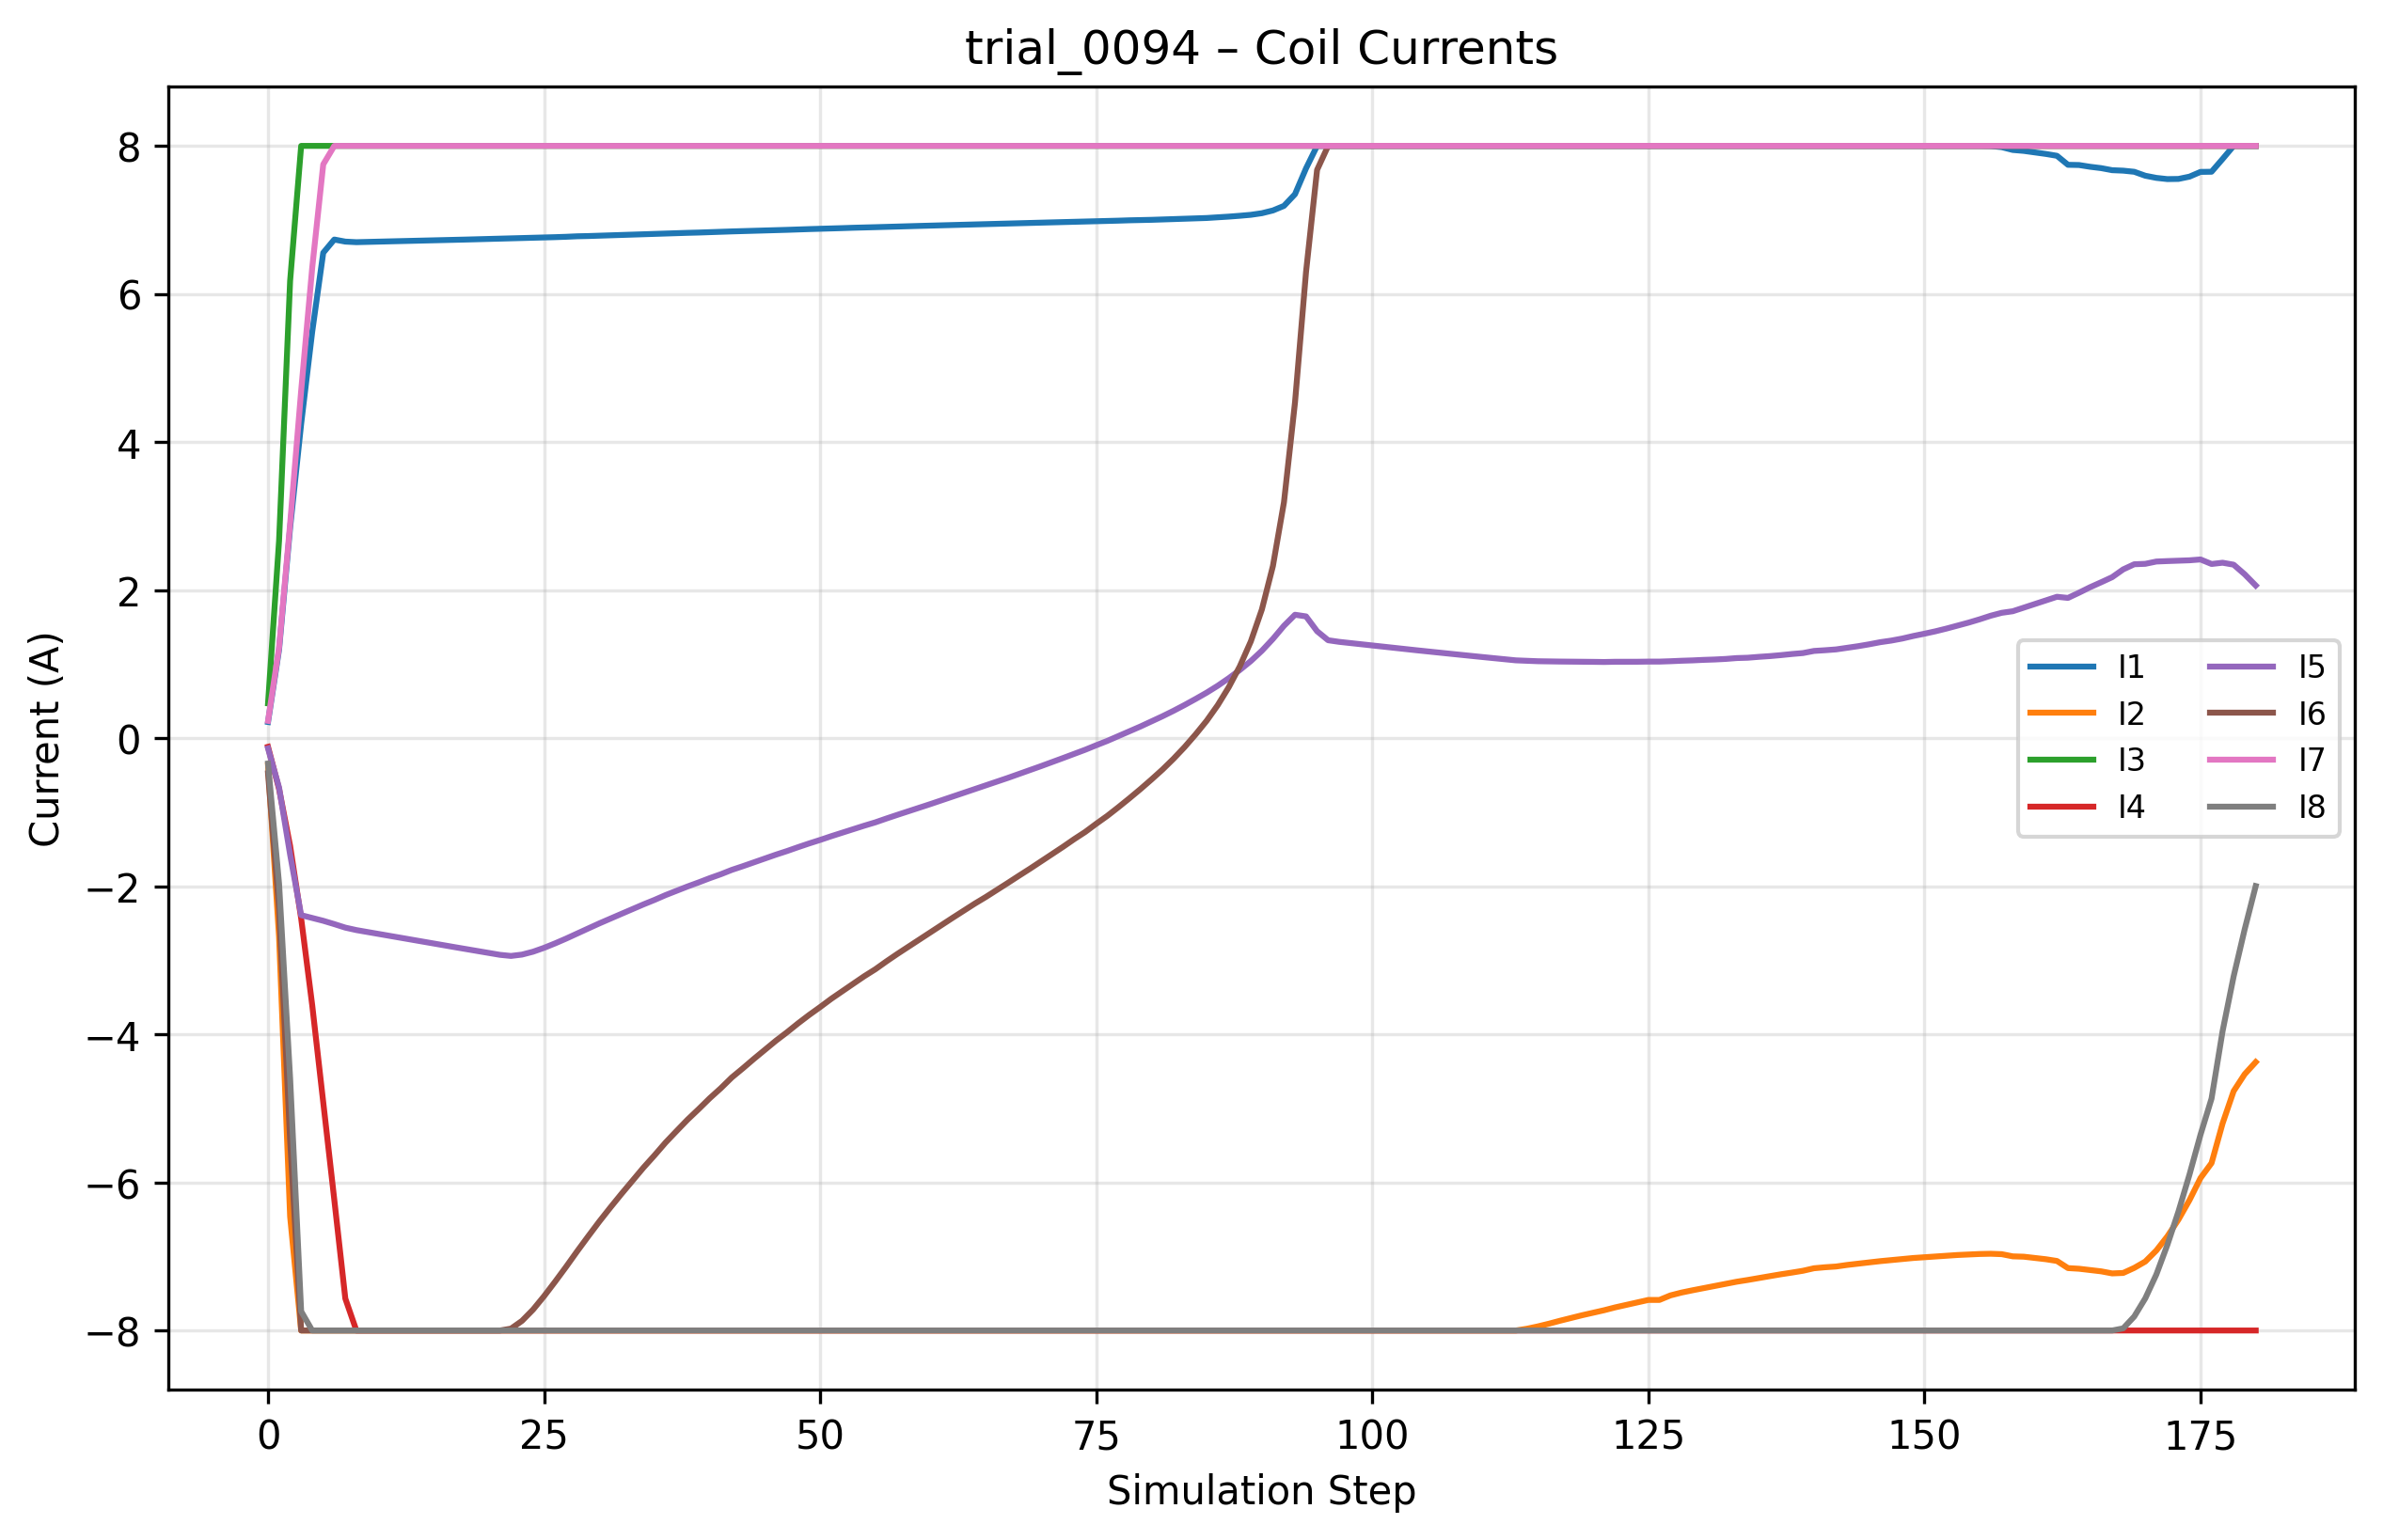 trial_0094 – Coil Currents
Current (A)
8
6
4
2
0
−2
−4
−6
−8
I1
I2
I3
I4
I5
I6
I7
I8
0 25 50 75 100 125 150 175
Simulation Step